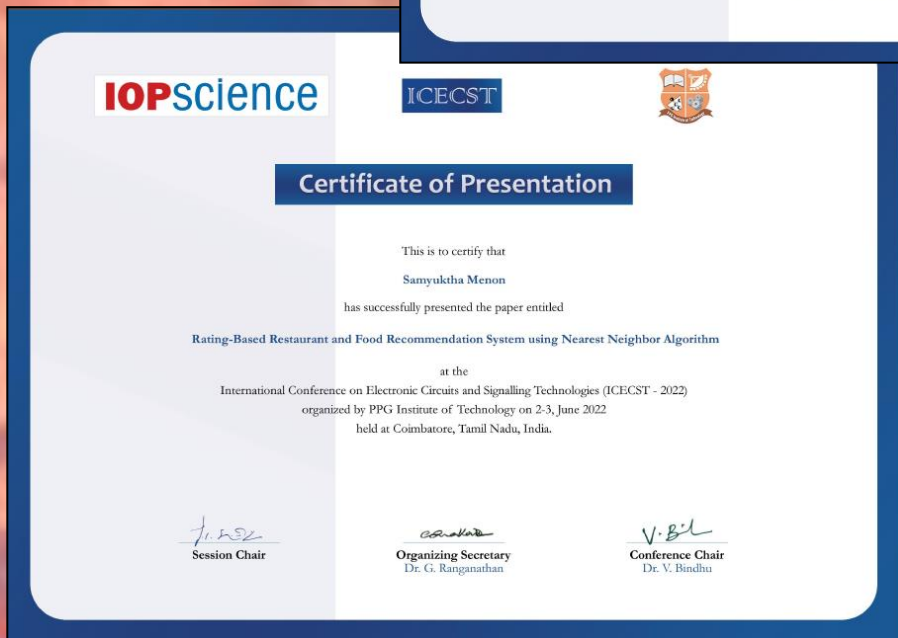 IOPscience
ICECST
Certificate of Presentation
This is to certify that
Samyuktha Menon
has successfully presented the paper entitled
Rating-Based Restaurant and Food Recommendation System using Nearest Neighbor Algorithm
at the
International Conference on Electronic Circuits and Signalling Technologies (ICECST - 2022)
organized by PPG Institute of Technology on 2-3, June 2022
held at Coimbatore, Tamil Nadu, India.
V. Bil
Session Chair
Organizing Secretary
Conference Chair
Dr. G. Ranganathan
Dr. V. Bindhu